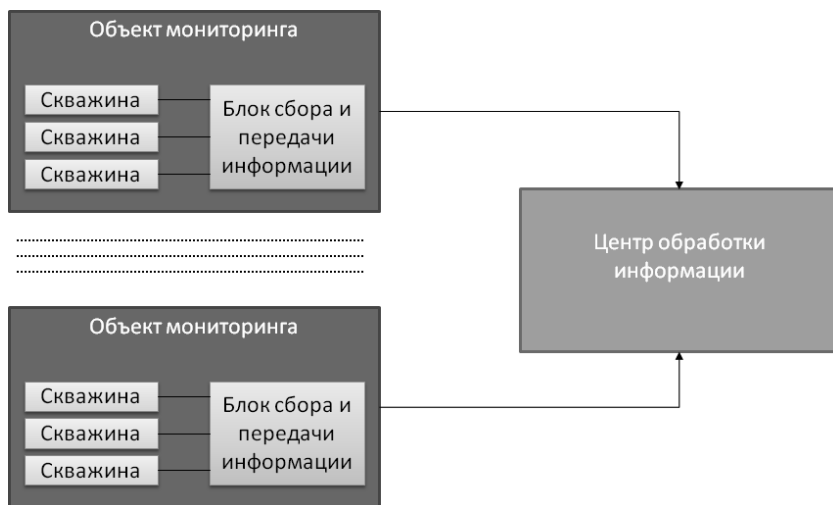 Объект мониторинга
Скважина
Скважина
Скважина
Блок сбора и
передачи
информации
Центр обработки
информации
Объект мониторинга
Скважина
Скважина
Скважина
Блок сбора и
передачи
информации